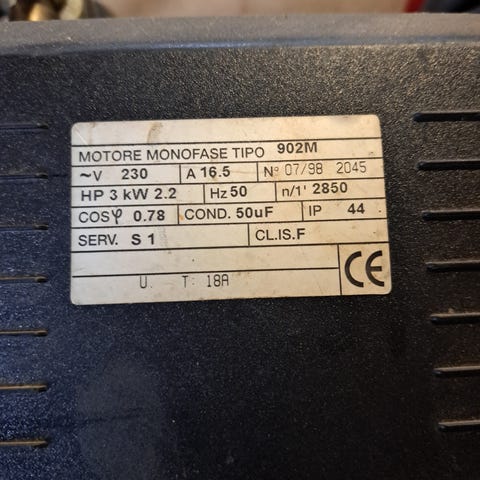 MOTORE MONOFASE TIPO 902M
~V 230 A 16.5 Nº 07/98 2045
HP 3 kW 2.2 Hz 50 n/1' 2850
COSφ 0.78 COND. 50uF IP 44
SERV. S 1 CL.IS.F
U. T: 18A CE